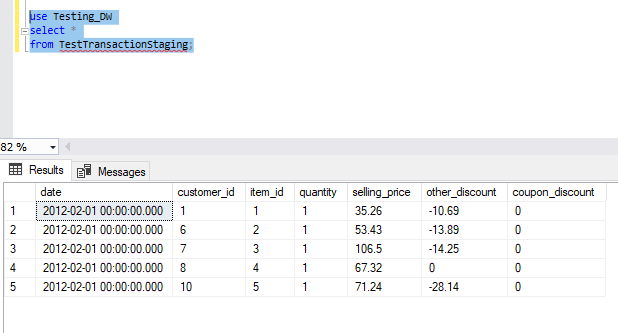 use Testing_DW
select *
from TestTransactionStaging;
82 %
Results Messages
date customer_id item_id quantity selling_price other_discount coupon_discount
1 2012-02-01 00:00:00.000 1 1 1 35.26 -10.69 0
2 2012-02-01 00:00:00.000 6 2 1 53.43 -13.89 0
3 2012-02-01 00:00:00.000 7 3 1 106.5 -14.25 0
4 2012-02-01 00:00:00.000 8 4 1 67.32 0 0
5 2012-02-01 00:00:00.000 10 5 1 71.24 -28.14 0